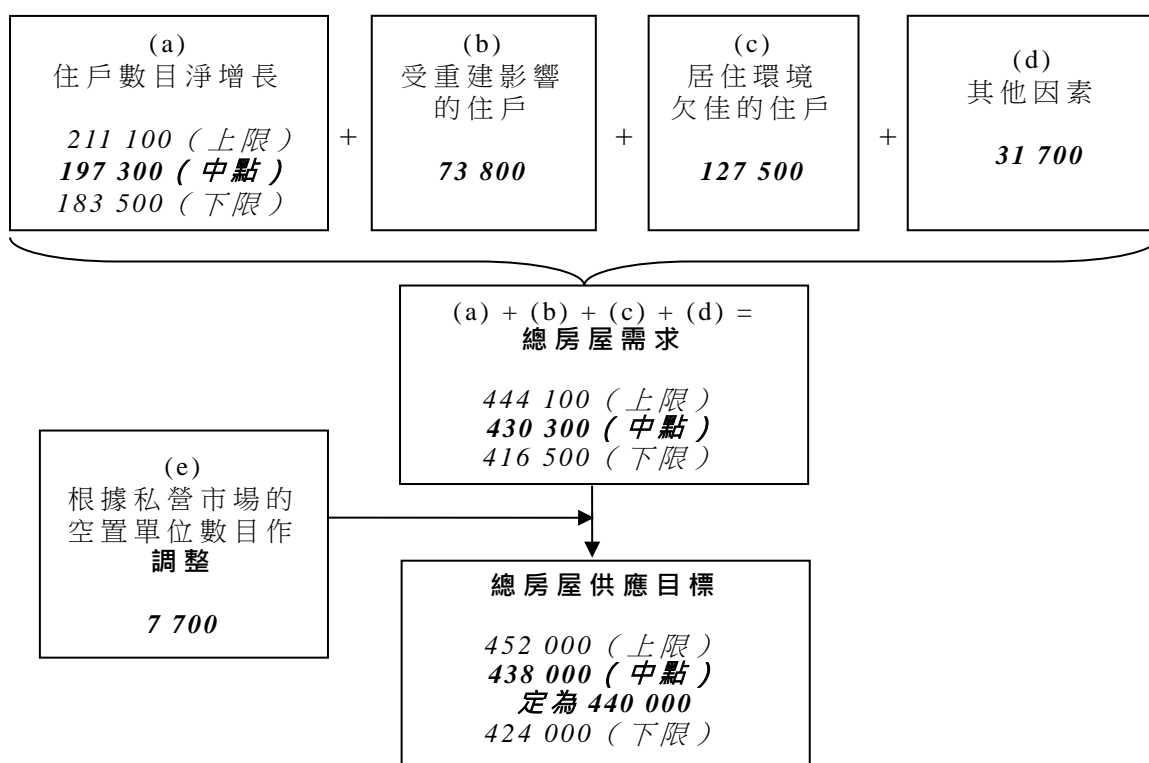 (a)
住戶數目淨增長
211 100（上限）
197 300（中點）
183 500（下限）
+
(b)
受重建影響
的住戶
73 800
+
(c)
居住環境
欠佳的住戶
127 500
+
(d)
其他因素
31 700
(a) + (b) + (c) + (d) =
總房屋需求
444 100（上限）
430 300（中點）
416 500（下限）
(e)
根據私營市場的
空置單位數目作
調整
7 700
總房屋供應目標
452 000（上限）
438 000（中點）
定為 440 000
424 000（下限）